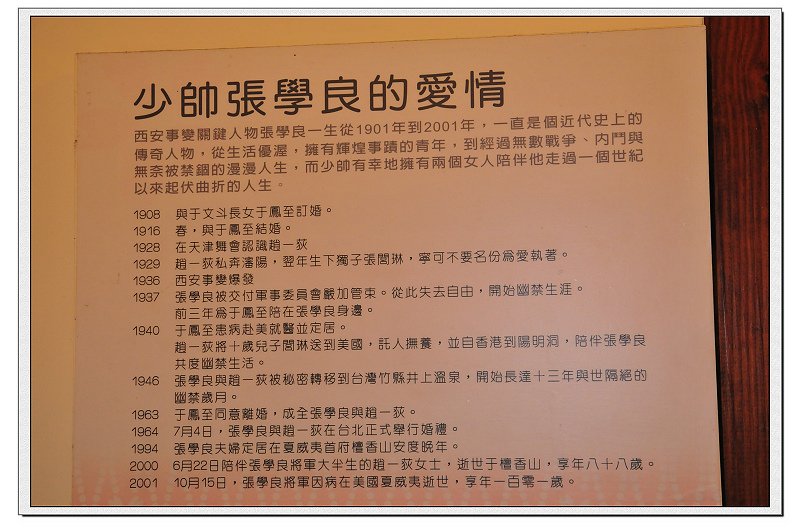 少帥張學良的愛情
西安事變關鍵人物張學良一生從1901年到2001年，一直是個近代史上的
傳奇人物，從生活優渥，擁有輝煌事蹟的青年，到經過無數戰爭、內鬥與
無奈被禁錮的漫漫人生，而少帥有幸地擁有兩個女人陪伴他走過一個世紀
以來起伏曲折的人生。
1908 與于文斗長女于鳳至訂婚。
1916 春，與于鳳至結婚。
1928 在天津舞會認識趙一荻
1929 趙一荻私奔瀋陽，翌年生下獨子張閭琳，寧可不要名份為愛執著。
1936 西安事變爆發
1937 張學良被交付軍事委員會嚴加管束。從此失去自由，開始幽禁生涯。
前三年為于鳳至陪在張學良身邊。
1940 于鳳至患病赴美就醫並定居。
趙一荻將十歲兒子閭琳送到美國，託人撫養，並自香港到陽明洞，陪伴張學良
共度幽禁生活。
1946 張學良與趙一荻被秘密轉移到台灣竹縣井上溫泉，開始長達十三年與世隔絕的
幽禁歲月。
1963 于鳳至同意離婚，成全張學良與趙一荻。
1964 7月4日，張學良與趙一荻在台北正式舉行婚禮。
1994 張學良夫婦定居在夏威夷首府檀香山安度晚年。
2000 6月22日陪伴張學良將軍大半生的趙一荻女士，逝世于檀香山，享年八十八歲。
2001 10月15日，張學良將軍因病在美國夏威夷逝世，享年一百零一歲。